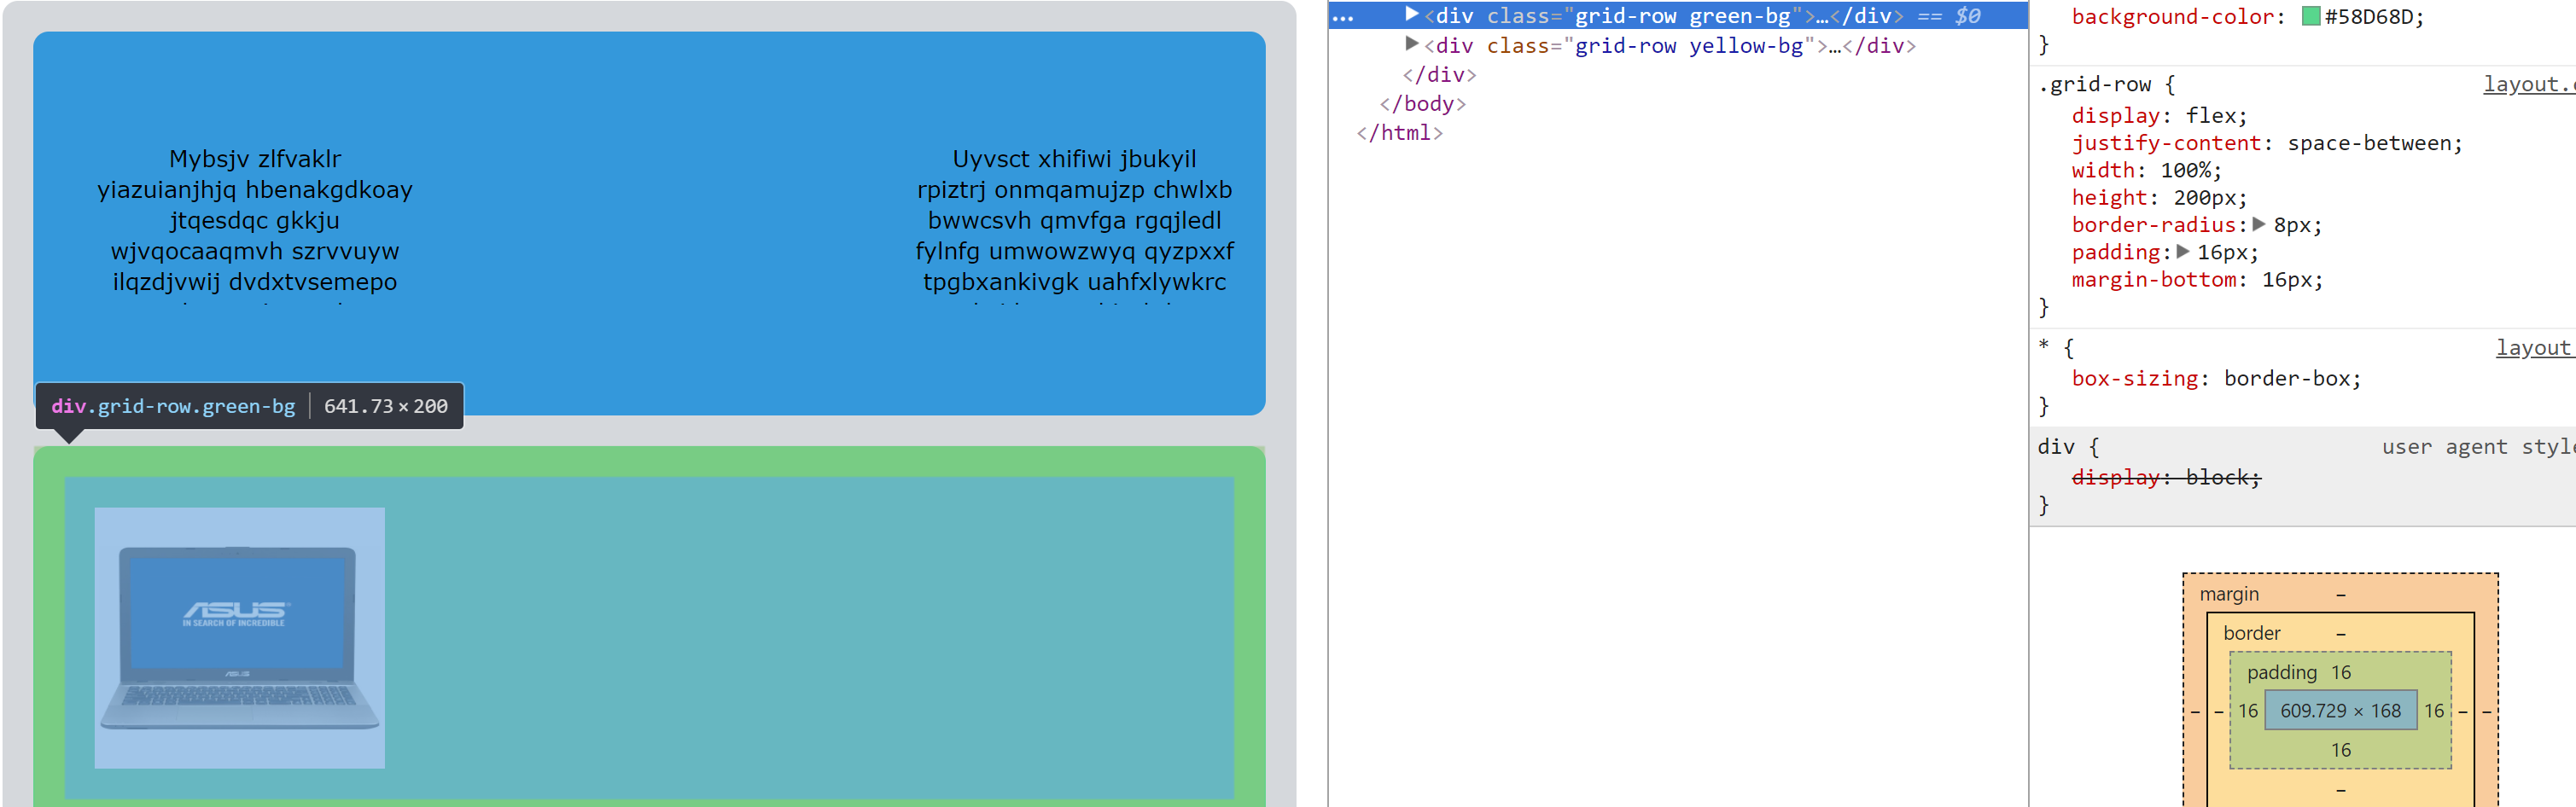 Mybsjv zlfvaklr
yiazuianjhjq hbenakgdkoay
jtqesdqc gkkju
wjvqocaaqmvh szrvvuyw
ilqzdjvwij dvdxtvsemepo
Uyvsct xhifiwi jbukyil
rpiztrj onmqamujzp chwlxb
bwwcsvh qmvfga rgqjledl
fylnfg umwowzwyq qyzpxxf
tpgbxankivgk uahfxlywkrc
div.grid-row.green-bg 641.73 × 200
ASUS
IN SEARCH OF INCREDIBLE
ASUS
... ▶<div class="grid-row green-bg">…</div> == $0
▶<div class="grid-row yellow-bg">…</div>
</div>
</body>
</html>
background-color: #58D68D;
}
.grid-row { layout.
display: flex;
justify-content: space-between;
width: 100%;
height: 200px;
border-radius:▶ 8px;
padding:▶ 16px;
margin-bottom: 16px;
}
* { layout.
box-sizing: border-box;
}
div { user agent style
display: block;
}
margin –
border –
padding 16
– – 16 609.729 × 168 16 – –
16
–